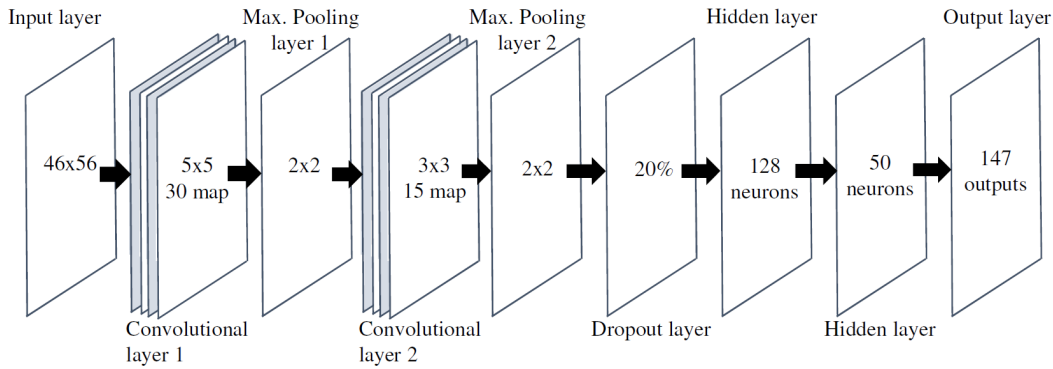 Input layer
Max. Pooling
layer 1
Max. Pooling
layer 2
Hidden layer
Output layer
46x56
5x5
30 map
2x2
3x3
15 map
2x2
20%
128
neurons
50
neurons
147
outputs
Convolutional
layer 1
Convolutional
layer 2
Dropout layer
Hidden layer